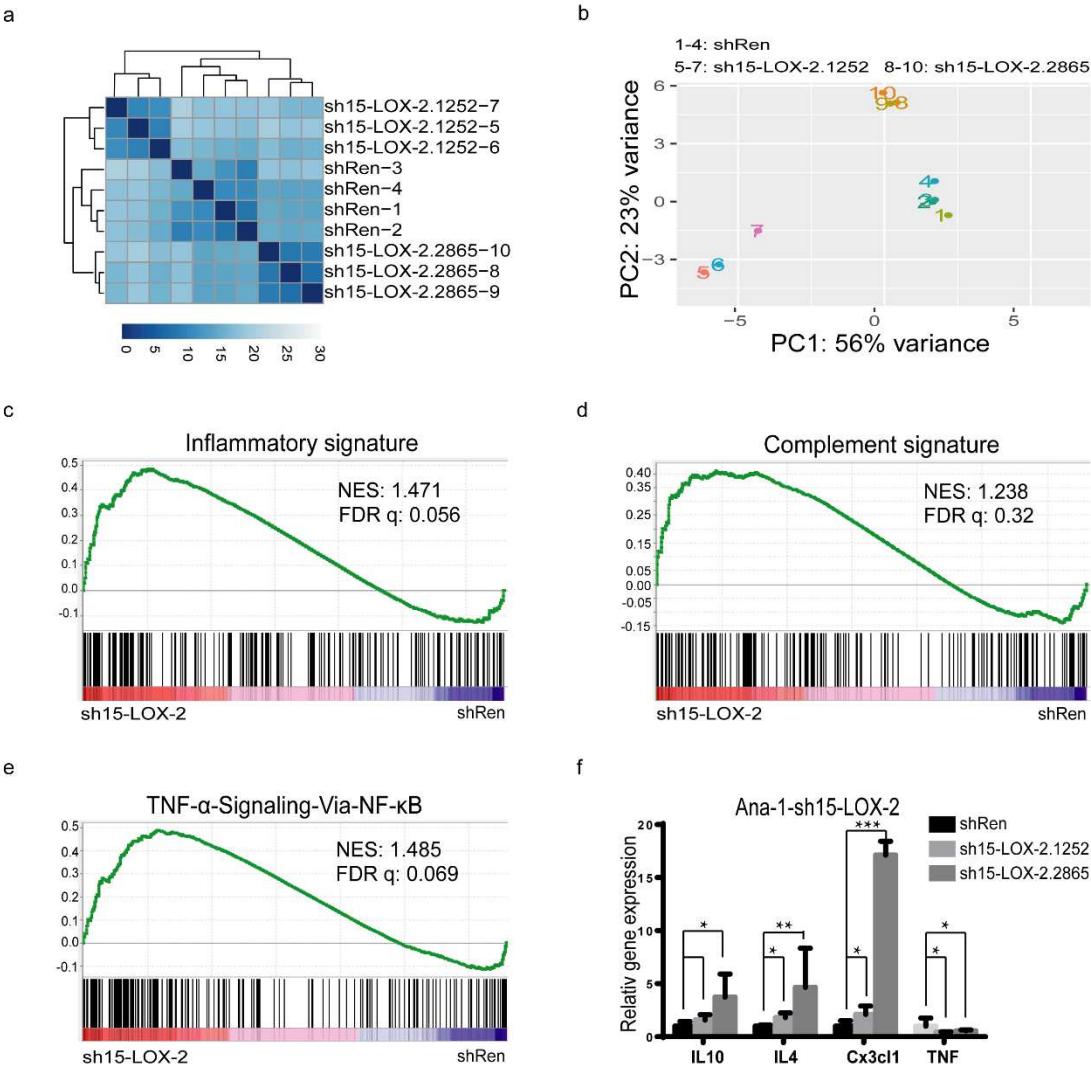 a
sh15-LOX-2.1252-7
sh15-LOX-2.1252-5
sh15-LOX-2.1252-6
shRen-3
shRen-4
shRen-1
shRen-2
sh15-LOX-2.2865-10
sh15-LOX-2.2865-8
sh15-LOX-2.2865-9
0 5 10 15 20 25 30
b
1-4: shRen
5-7: sh15-LOX-2.1252 8-10: sh15-LOX-2.2865
PC2: 23% variance
6
3
0
−3
10
9 8
4
2
1
7
5 6
−5 0 5
PC1: 56% variance
c
Inflammatory signature
0.5
0.4
0.3
0.2
0.1
0.0
-0.1
NES: 1.471
FDR q: 0.056
sh15-LOX-2 shRen
d
Complement signature
0.40
0.35
0.25
0.15
0.05
0.00
-0.05
-0.15
NES: 1.238
FDR q: 0.32
sh15-LOX-2 shRen
e
TNF-α-Signaling-Via-NF-κB
0.5
0.4
0.3
0.2
0.1
0.0
-0.1
NES: 1.485
FDR q: 0.069
sh15-LOX-2 shRen
f
Ana-1-sh15-LOX-2
Relativ gene expression
20
15
10
5
0
* * ** * *** * * *
shRen
sh15-LOX-2.1252
sh15-LOX-2.2865
IL10 IL4 Cx3cl1 TNF